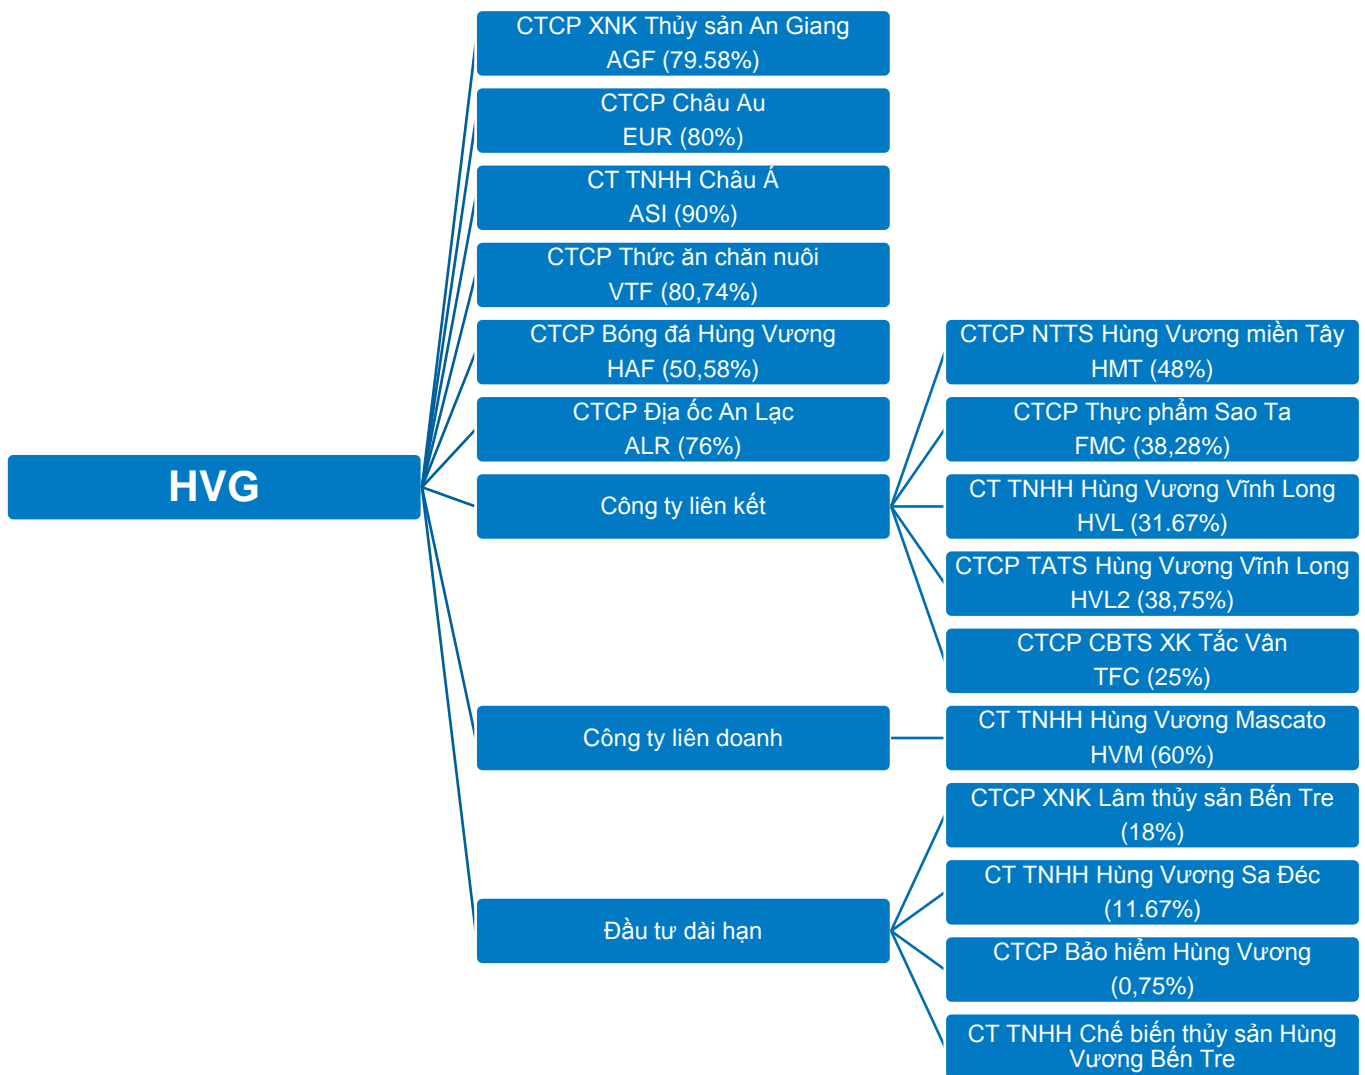 HVG
CTCP XNK Thủy sản An Giang
AGF (79.58%)
CTCP Châu Au
EUR (80%)
CT TNHH Châu Á
ASI (90%)
CTCP Thức ăn chăn nuôi
VTF (80,74%)
CTCP Bóng đá Hùng Vương
HAF (50,58%)
CTCP Địa ốc An Lạc
ALR (76%)
Công ty liên kết
CTCP NTTS Hùng Vương miền Tây
HMT (48%)
CTCP Thực phẩm Sao Ta
FMC (38,28%)
CT TNHH Hùng Vương Vĩnh Long
HVL (31.67%)
CTCP TATS Hùng Vương Vĩnh Long
HVL2 (38,75%)
CTCP CBTS XK Tắc Vân
TFC (25%)
Công ty liên doanh
CT TNHH Hùng Vương Mascato
HVM (60%)
Đầu tư dài hạn
CTCP XNK Lâm thủy sản Bến Tre
(18%)
CT TNHH Hùng Vương Sa Đéc
(11.67%)
CTCP Bảo hiểm Hùng Vương
(0,75%)
CT TNHH Chế biến thủy sản Hùng
Vương Bến Tre